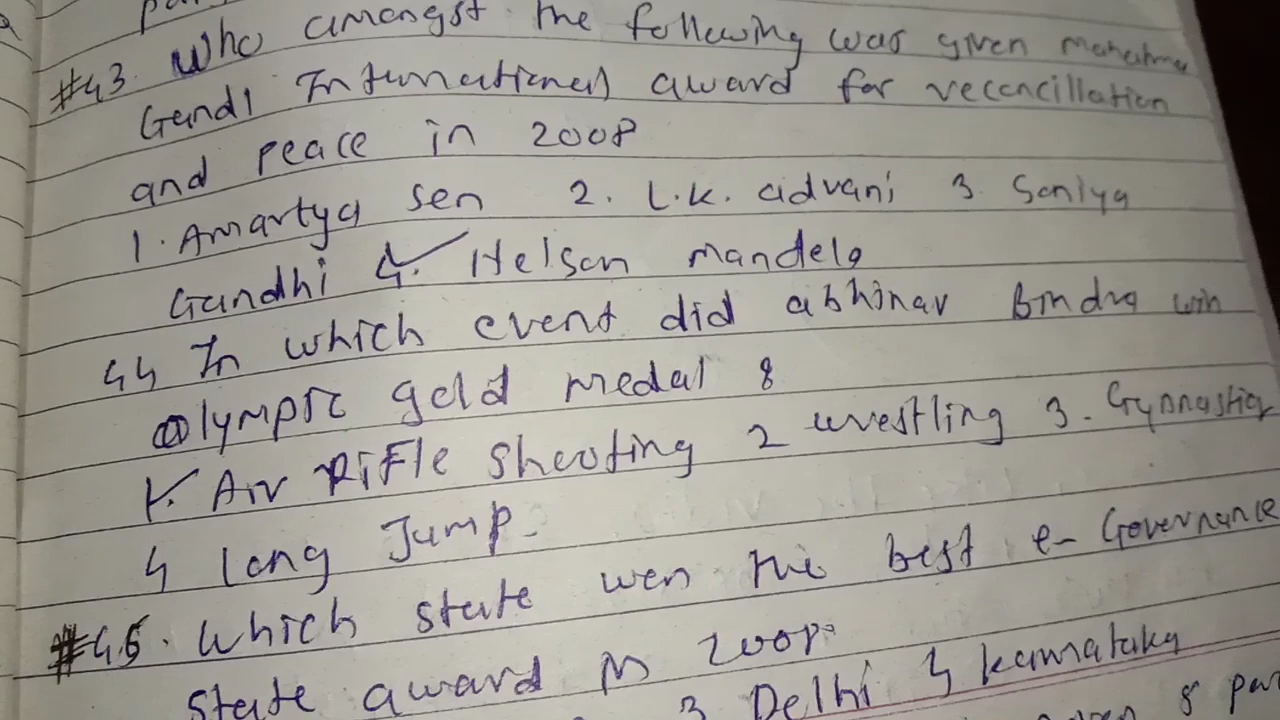 #43. Who amongst the following was given Mahatma
Gandi International award for reconcillation
and peace in 2008
1. Amartya sen 2. L.K. advani 3 Soniya
Gandhi 4. Nelson mandela
44 In which event did abhinav Bindra win
Olympic gold medal 8
1. Air Rifle shooting 2 wrestling 3. Gymnastic
4 long Jump.
#45. Which state won the best e-Governance
state award in 2008
3 Delhi 4 karnataka